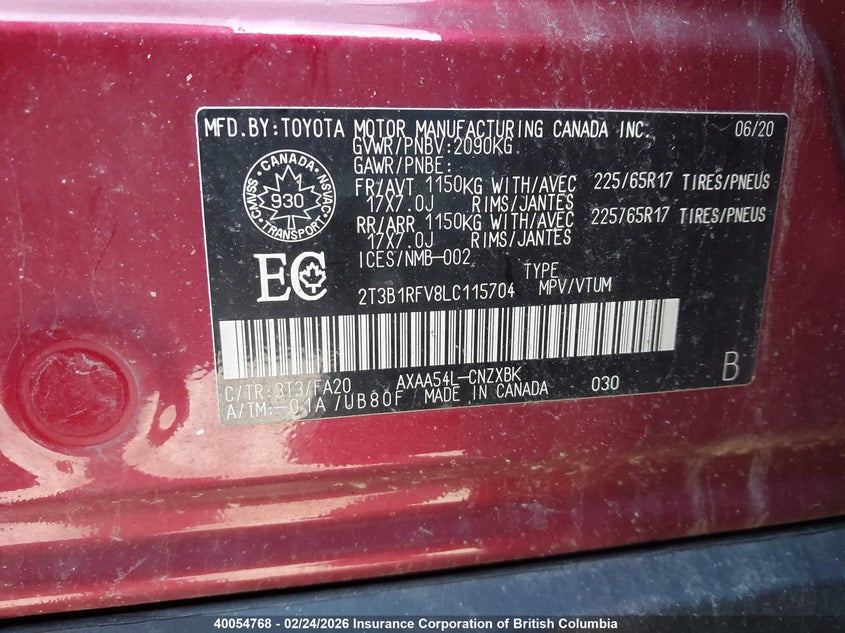 MFD.BY:TOYOTA MOTOR MANUFACTURING CANADA INC. 06/20
GVWR/PNBV:2090KG
GAWR/PNBE:
FR/AVT 1150KG WITH/AVEC 225/65R17 TIRES/PNEUS
17X7.0J RIMS/JANTES
RR/ARR 1150KG WITH/AVEC 225/65R17 TIRES/PNEUS
17X7.0J RIMS/JANTES
ICES/NMB-002
CANADA
CMVSS 930 NSVAC
TRANSPORT
EC
TYPE
2T3B1RFV8LC115704 MPV/VTUM
C/TR:3T3/FA20 AXAA54L-CNZXBK 030 B
A/TM:-01A/UB80F MADE IN CANADA
40054768 - 02/24/2026 Insurance Corporation of British Columbia